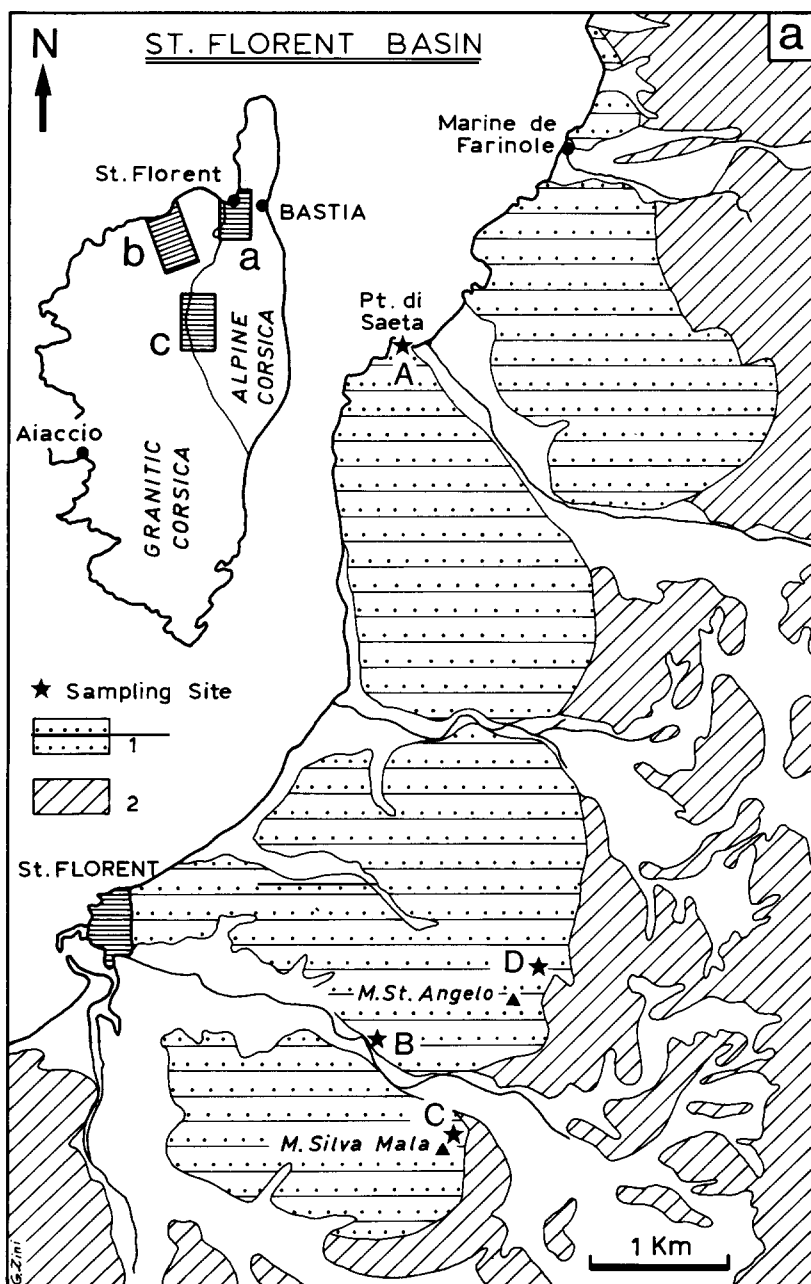 N
ST. FLORENT BASIN
a
Marine de
Farinole
St. Florent
BASTIA
b
a
c
ALPINE
CORSICA
Pt. di
Saeta
A
Aiaccio
GRANITIC
CORSICA
★ Sampling Site
1
2
St. FLORENT
D
M.St. Angelo
B
C
M. Silva Mala
1 Km
G.Zini